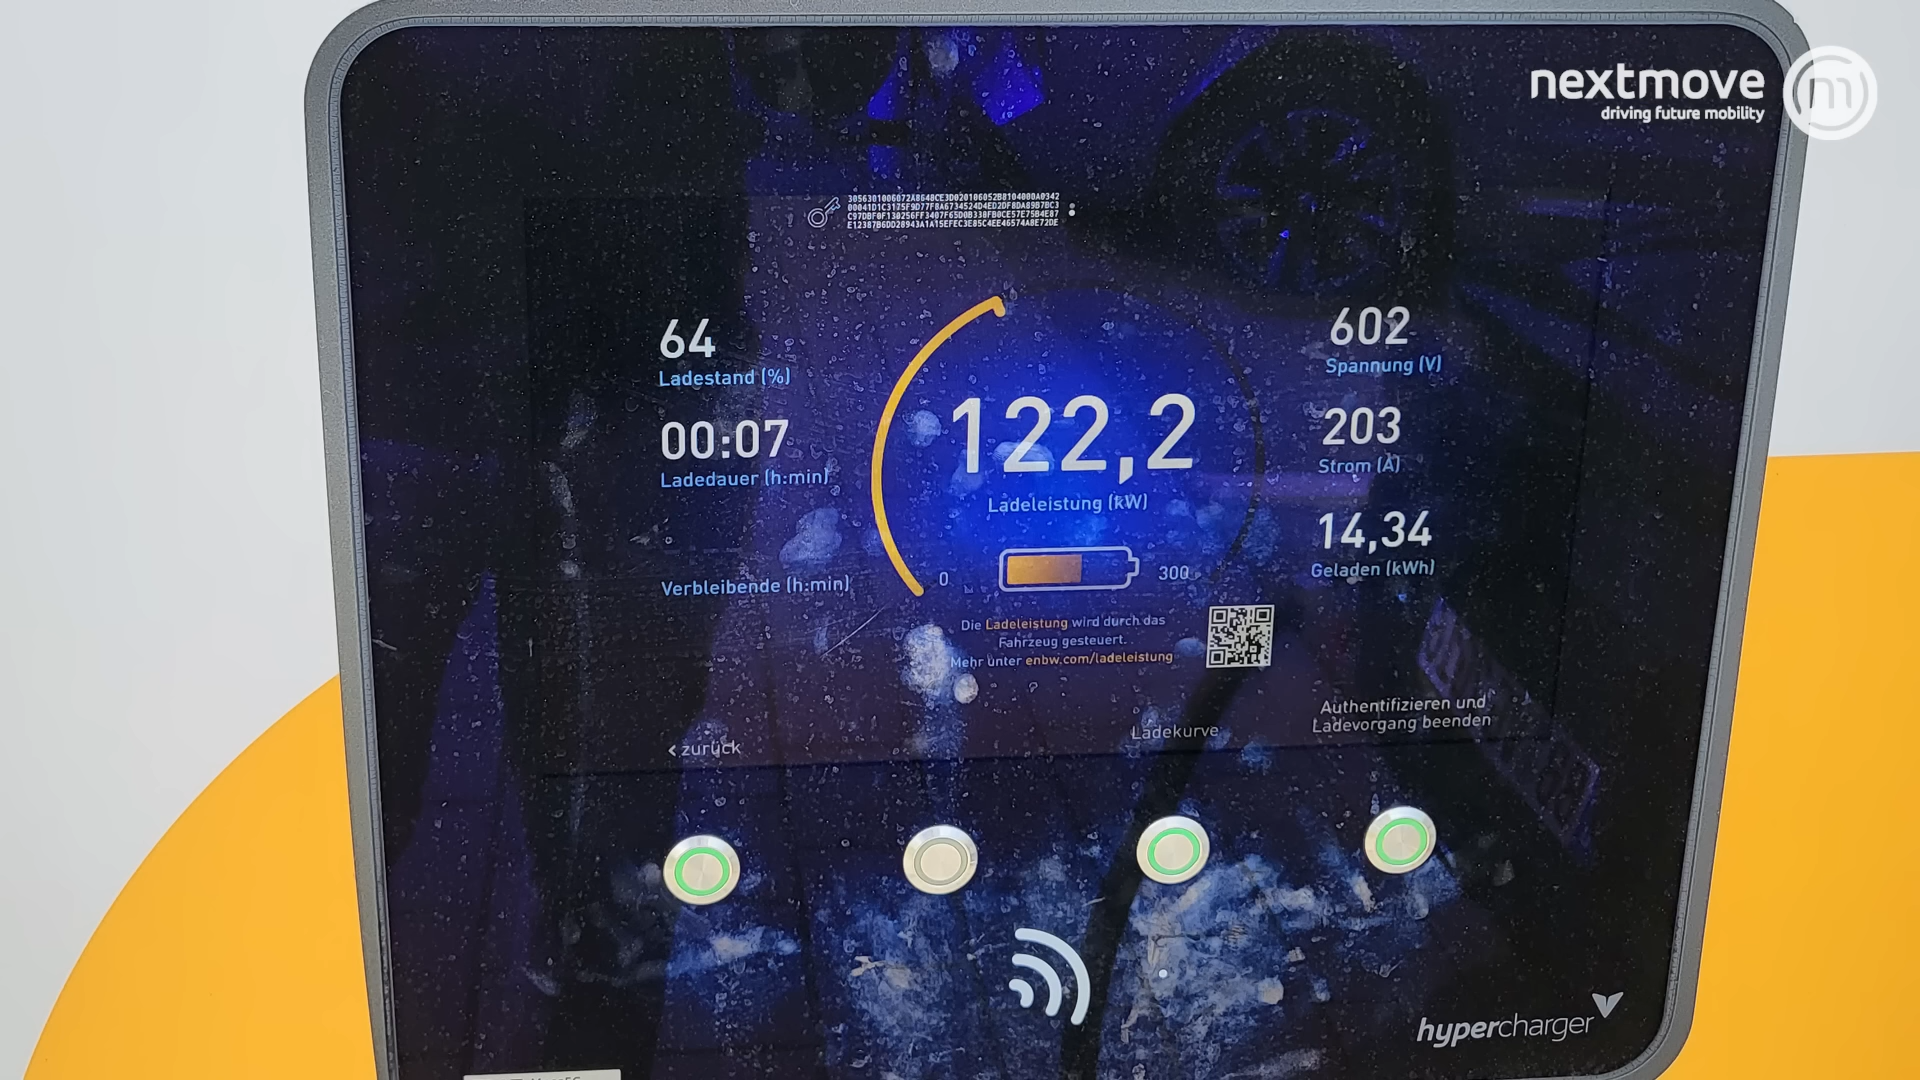 nextmove
driving future mobility
64
Ladestand (%)
00:07
Ladedauer (h:min)
Verbleibende (h:min)
122,2
Ladeleistung (kW)
0
300
602
Spannung (V)
203
Strom (A)
14,34
Geladen (kWh)
Die Ladeleistung wird durch das
Fahrzeug gesteuert.
Mehr unter enbw.com/ladeleistung
‹ zurück
Ladekurve
Authentifizieren und
Ladevorgang beenden
hypercharger